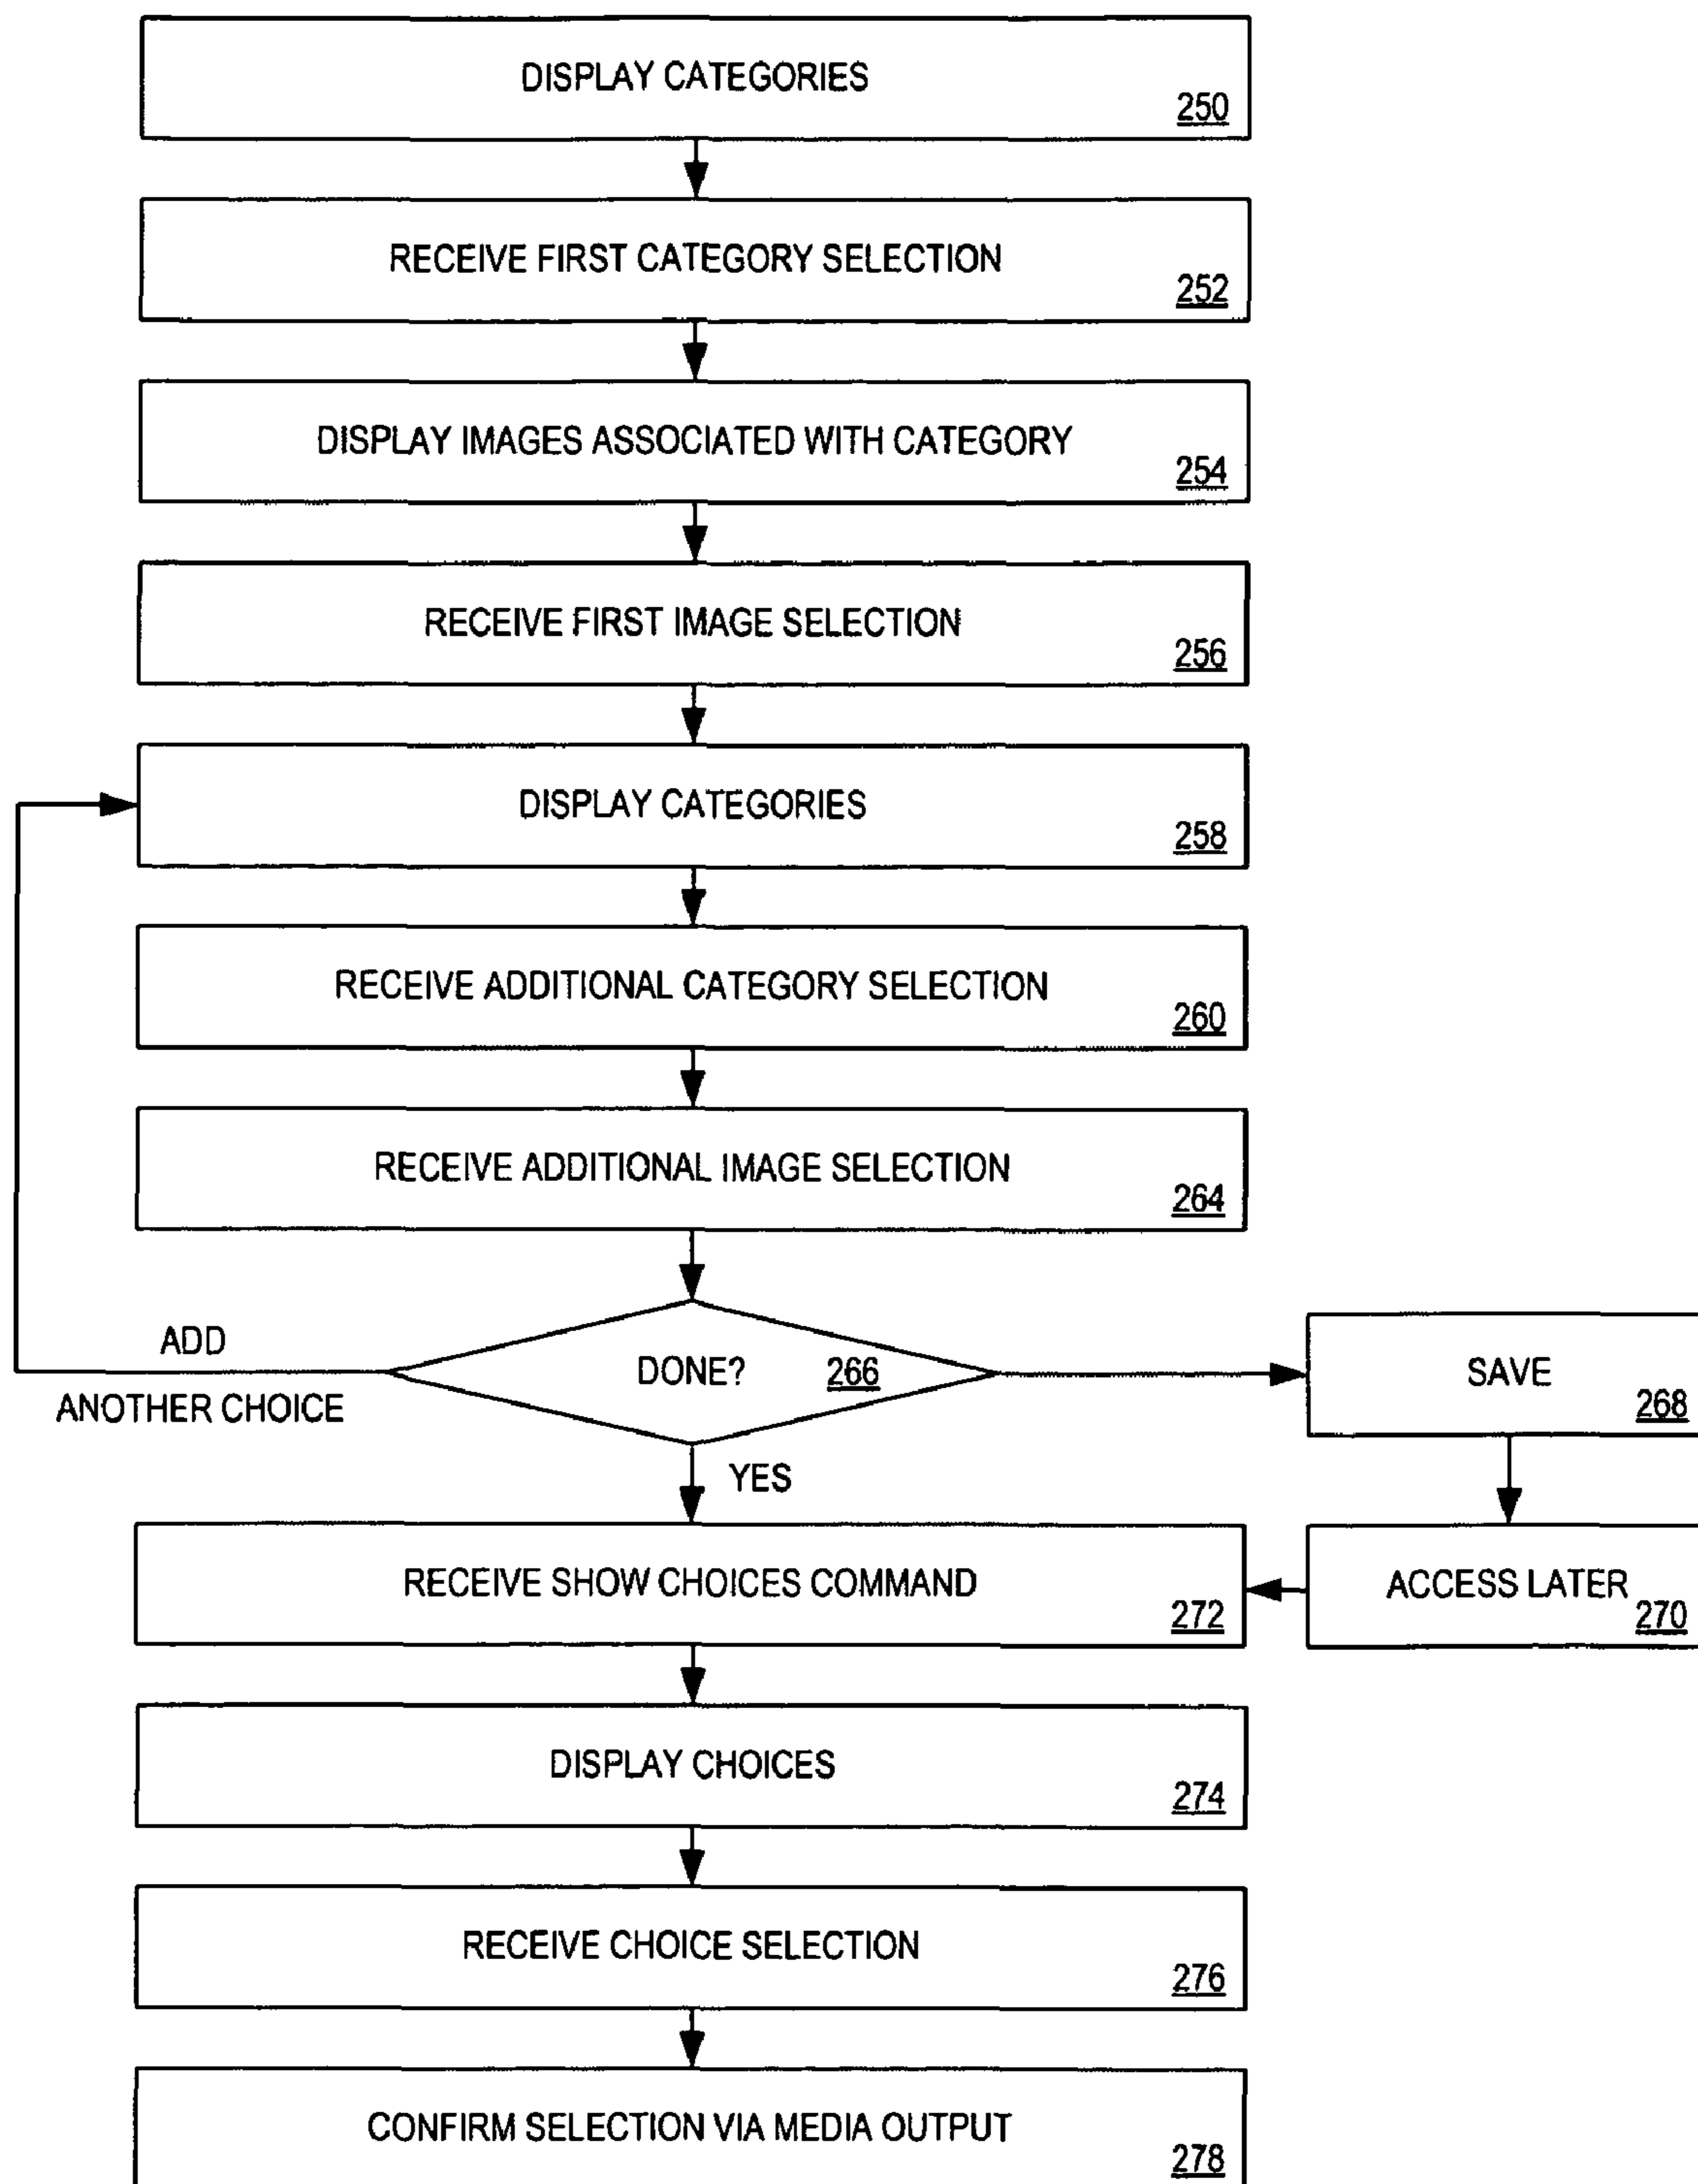 DISPLAY CATEGORIES
250
RECEIVE FIRST CATEGORY SELECTION
252
DISPLAY IMAGES ASSOCIATED WITH CATEGORY
254
RECEIVE FIRST IMAGE SELECTION
256
DISPLAY CATEGORIES
258
RECEIVE ADDITIONAL CATEGORY SELECTION
260
RECEIVE ADDITIONAL IMAGE SELECTION
264
ADD
ANOTHER CHOICE
DONE? 266
SAVE
268
YES
RECEIVE SHOW CHOICES COMMAND
272
ACCESS LATER
270
DISPLAY CHOICES
274
RECEIVE CHOICE SELECTION
276
CONFIRM SELECTION VIA MEDIA OUTPUT
278